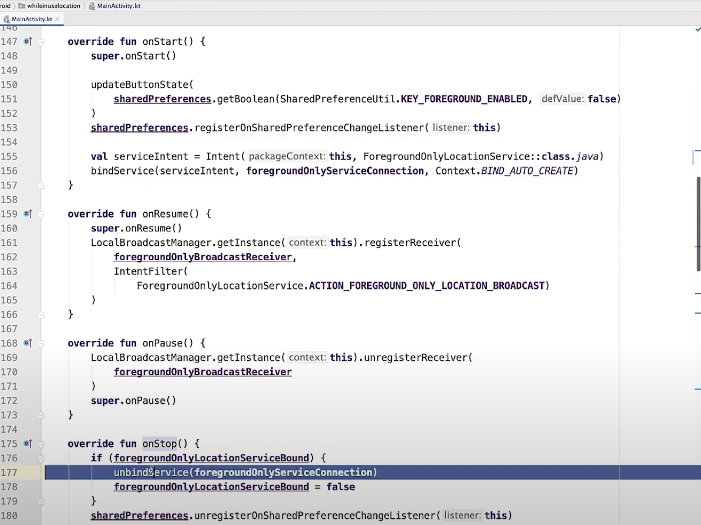 roid whileinuselocation MainActivity.kt
MainActivity.kt
146
147 override fun onStart() {
148 super.onStart()
149
150 updateButtonState(
151 sharedPreferences.getBoolean(SharedPreferenceUtil.KEY_FOREGROUND_ENABLED, defValue: false)
152 )
153 sharedPreferences.registerOnSharedPreferenceChangeListener( listener: this)
154
155 val serviceIntent = Intent( packageContext: this, ForegroundOnlyLocationService::class.java)
156 bindService(serviceIntent, foregroundOnlyServiceConnection, Context.BIND_AUTO_CREATE)
157 }
158
159 override fun onResume() {
160 super.onResume()
161 LocalBroadcastManager.getInstance( context: this).registerReceiver(
162 foregroundOnlyBroadcastReceiver,
163 IntentFilter(
164 ForegroundOnlyLocationService.ACTION_FOREGROUND_ONLY_LOCATION_BROADCAST)
165 )
166 }
167
168 override fun onPause() {
169 LocalBroadcastManager.getInstance( context: this).unregisterReceiver(
170 foregroundOnlyBroadcastReceiver
171 )
172 super.onPause()
173 }
174
175 override fun onStop() {
176 if (foregroundOnlyLocationServiceBound) {
177 unbindService(foregroundOnlyServiceConnection)
178 foregroundOnlyLocationServiceBound = false
179 }
180 sharedPreferences.unregisterOnSharedPreferenceChangeListener( listener: this)